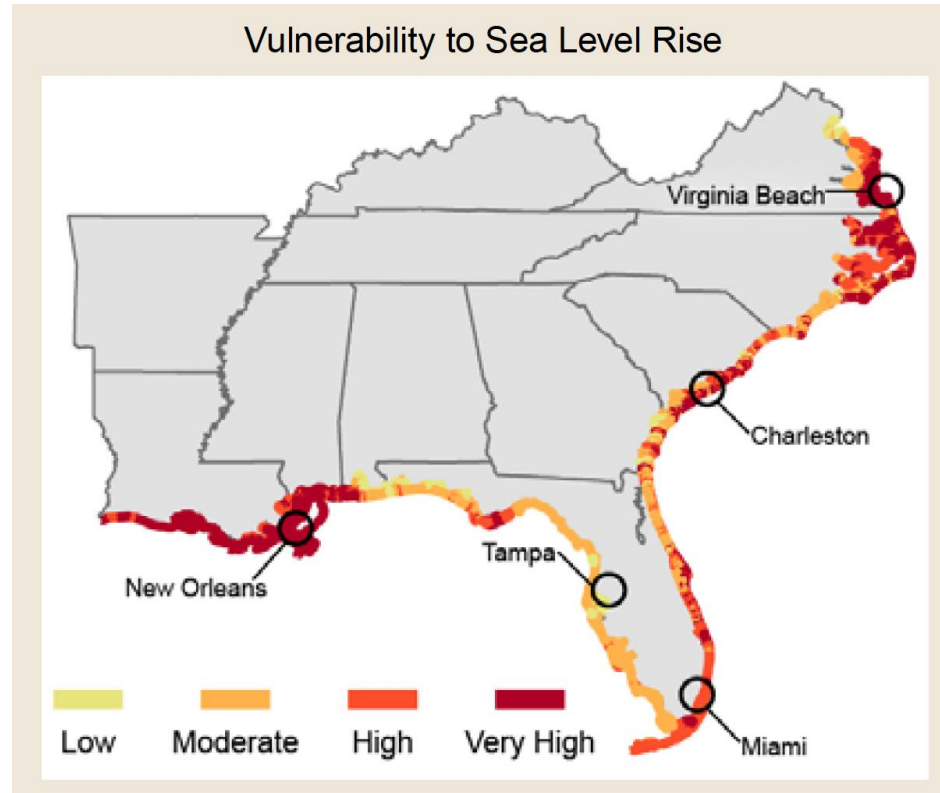 Vulnerability to Sea Level Rise
Virginia Beach
Charleston
Tampa
New Orleans
Low Moderate High Very High
Miami